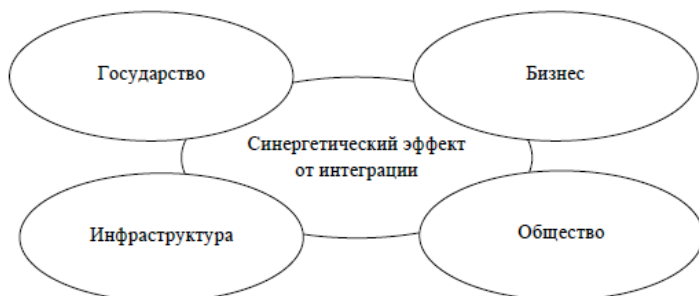 Государство
Бизнес
Синергетический эффект
от интеграции
Инфраструктура
Общество